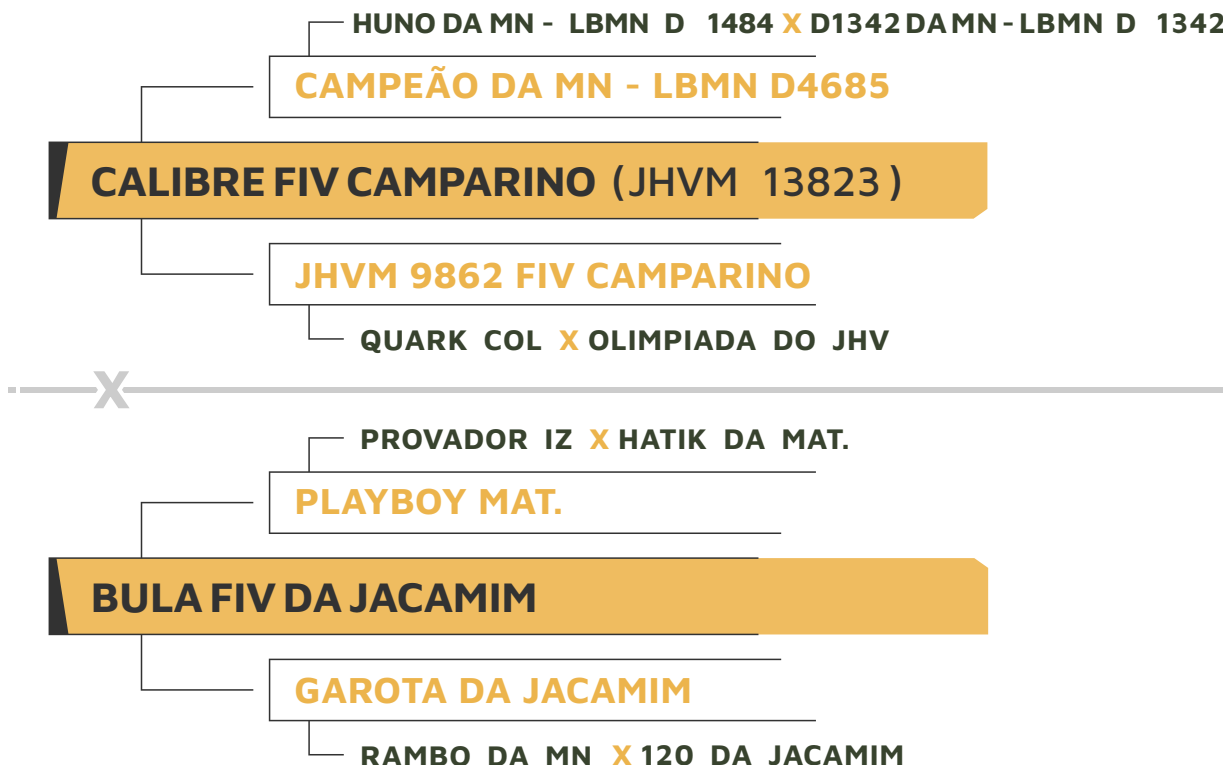 HUNO DA MN - LBMN D 1484 X D1342 DA MN - LBMN D 1342
CAMPEÃO DA MN - LBMN D4685
CALIBRE FIV CAMPARINO (JHVM 13823)
JHVM 9862 FIV CAMPARINO
QUARK COL X OLIMPIADA DO JHV
X
PROVADOR IZ X HATIK DA MAT.
PLAYBOY MAT.
BULA FIV DA JACAMIM
GAROTA DA JACAMIM
RAMBO DA MN X 120 DA JACAMIM